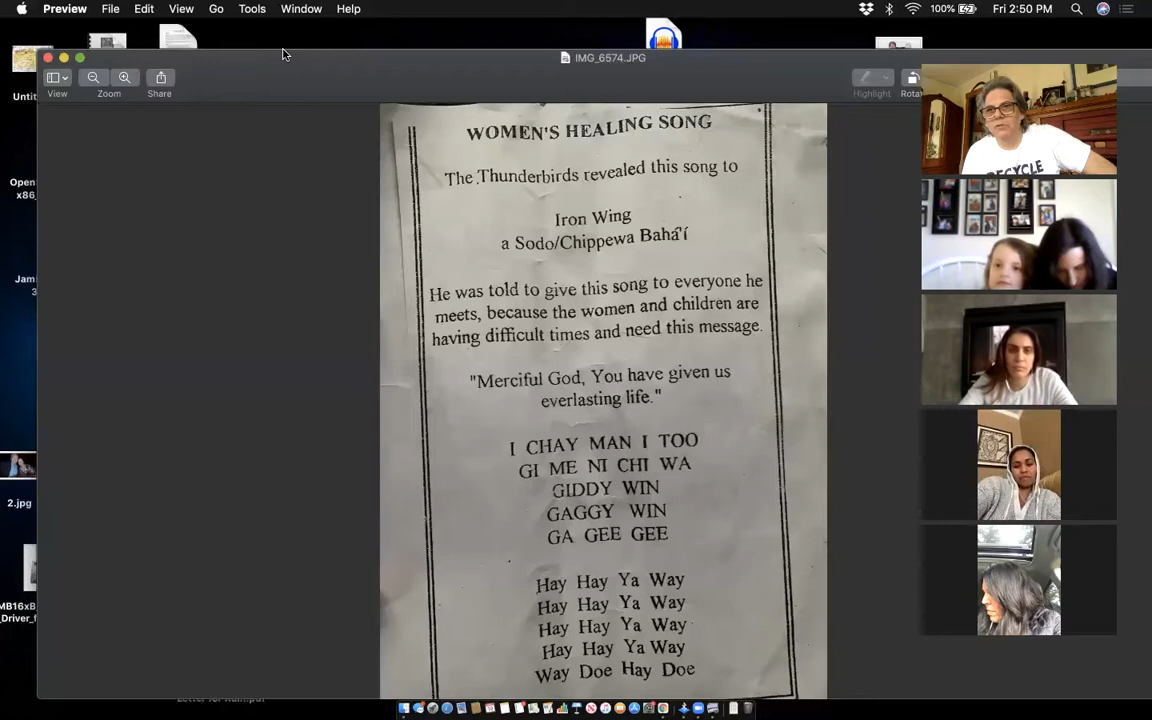 Preview File Edit View Go Tools Window Help
100% Fri 2:50 PM
IMG_6574.JPG
View Zoom Share Highlight
WOMEN'S HEALING SONG
The Thunderbirds revealed this song to
Iron Wing
a Sodo/Chippewa Bahá'í
He was told to give this song to everyone he
meets, because the women and children are
having difficult times and need this message.
"Merciful God, You have given us
everlasting life."
I CHAY MAN I TOO
GI ME NI CHI WA
GIDDY WIN
GAGGY WIN
GA GEE GEE
Hay Hay Ya Way
Hay Hay Ya Way
Hay Hay Ya Way
Hay Hay Ya Way
Way Doe Hay Doe
2.jpg